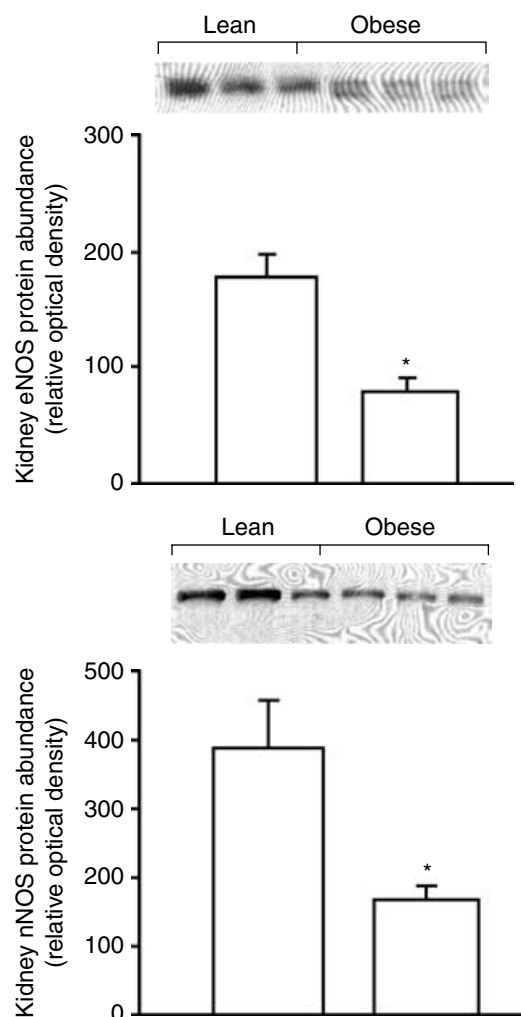 Lean Obese
Kidney eNOS protein abundance
(relative optical density)
300
200
100
0
*
Lean Obese
Kidney nNOS protein abundance
(relative optical density)
500
400
300
200
100
0
*